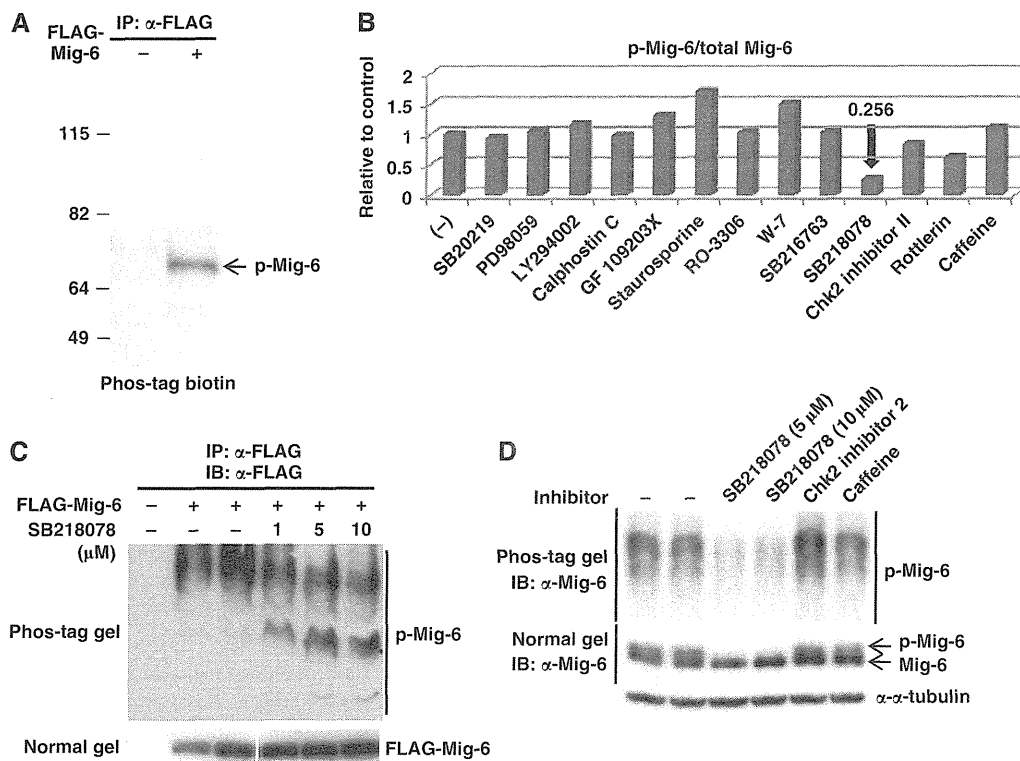 A
IP: α-FLAG
FLAG-
Mig-6
– +
115
82
64
49
p-Mig-6
Phos-tag biotin
B
p-Mig-6/total Mig-6
Relative to control
2
1.5
1
0.5
0
0.256
(–)
SB20219
PD98059
LY294002
Calphostin C
GF 109203X
Staurosporine
RO-3306
W-7
SB216763
SB218078
Chk2 inhibitor II
Rottlerin
Caffeine
C
IP: α-FLAG
IB: α-FLAG
FLAG-Mig-6 – + + + + +
SB218078 – – – 1 5 10
(μM)
Phos-tag gel
p-Mig-6
Normal gel
FLAG-Mig-6
D
Inhibitor – – SB218078 (5 μM) SB218078 (10 μM) Chk2 inhibitor 2 Caffeine
Phos-tag gel
IB: α-Mig-6
p-Mig-6
Normal gel
IB: α-Mig-6
p-Mig-6
Mig-6
α-α-tubulin